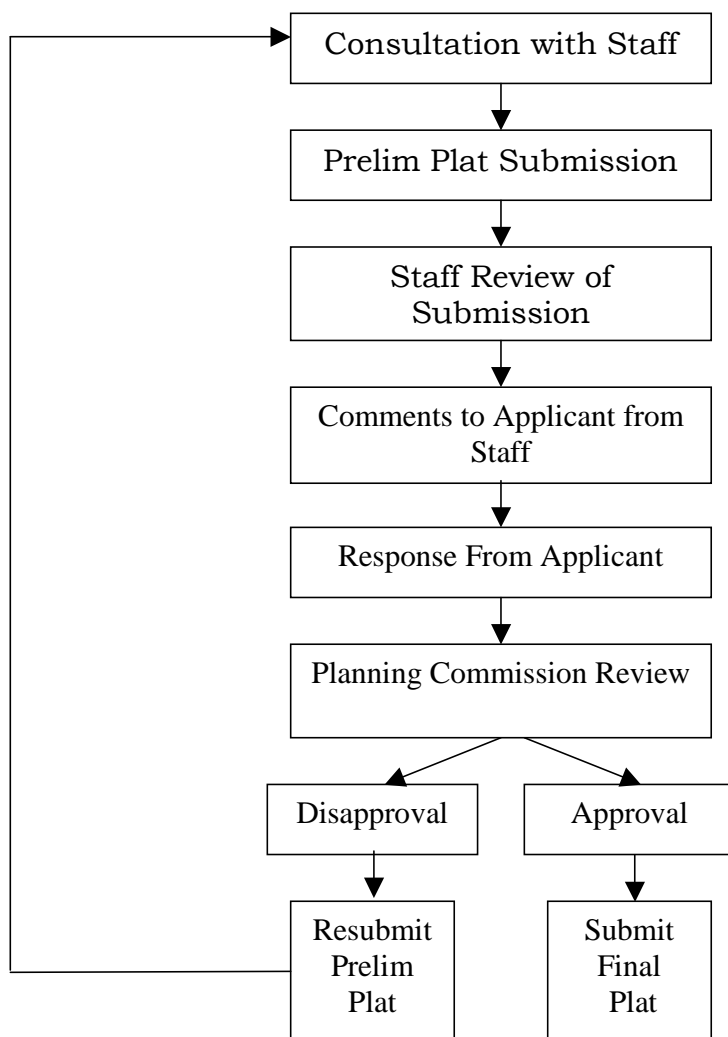 Consultation with Staff
Prelim Plat Submission
Staff Review of
Submission
Comments to Applicant from
Staff
Response From Applicant
Planning Commission Review
Disapproval
Approval
Resubmit
Prelim
Plat
Submit
Final
Plat